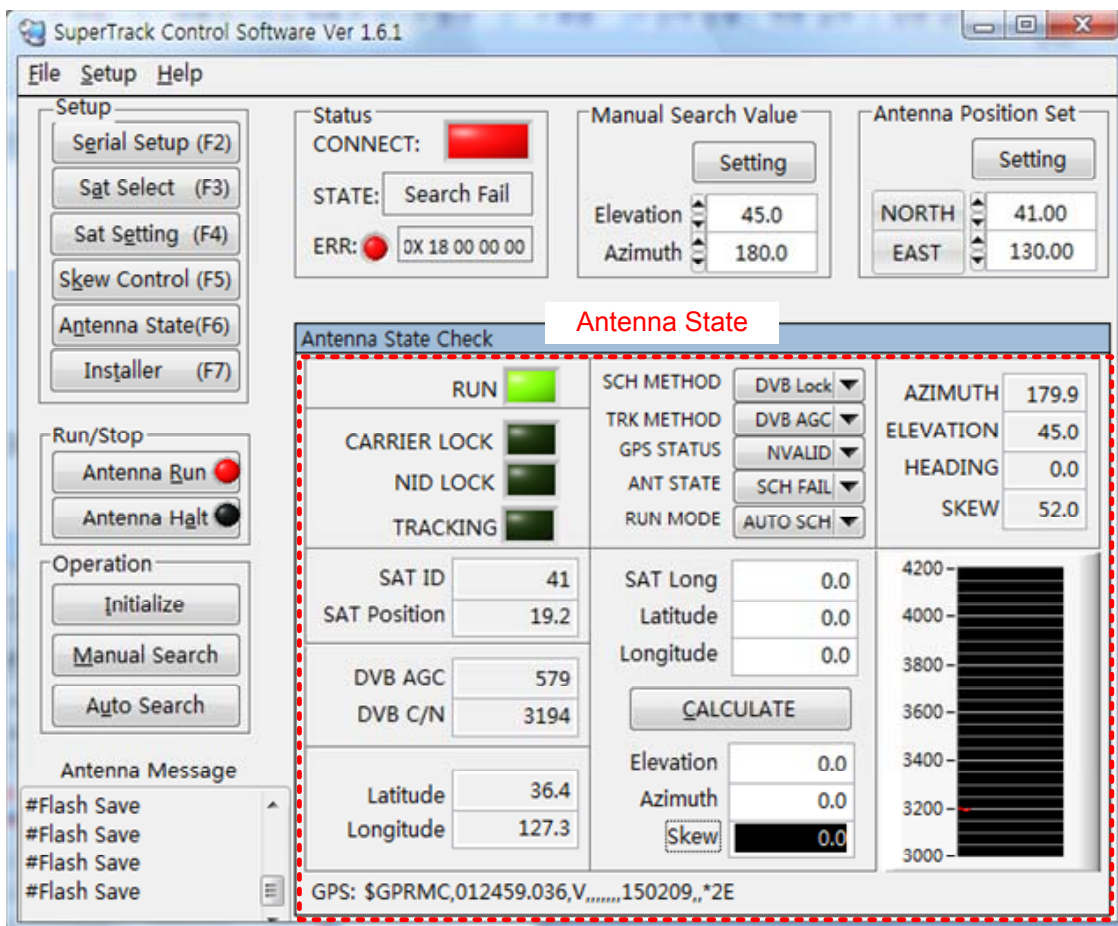 SuperTrack Control Software Ver 1.6.1
File Setup Help
Setup
Serial Setup (F2)
Sat Select (F3)
Sat Setting (F4)
Skew Control (F5)
Antenna State(F6)
Installer (F7)
Run/Stop
Antenna Run
Antenna Halt
Operation
Initialize
Manual Search
Auto Search
Antenna Message
#Flash Save
#Flash Save
#Flash Save
#Flash Save
Status
CONNECT:
STATE: Search Fail
ERR: 0X 18 00 00 00
Manual Search Value
Setting
Elevation 45.0
Azimuth 180.0
Antenna Position Set
Setting
NORTH 41.00
EAST 130.00
Antenna State
Antenna State Check
RUN
CARRIER LOCK
NID LOCK
TRACKING
SCH METHOD DVB Lock
TRK METHOD DVB AGC
GPS STATUS NVALID
ANT STATE SCH FAIL
RUN MODE AUTO SCH
AZIMUTH 179.9
ELEVATION 45.0
HEADING 0.0
SKEW 52.0
SAT ID 41
SAT Position 19.2
DVB AGC 579
DVB C/N 3194
Latitude 36.4
Longitude 127.3
SAT Long 0.0
Latitude 0.0
Longitude 0.0
CALCULATE
Elevation 0.0
Azimuth 0.0
Skew 0.0
4200
4000
3800
3600
3400
3200
3000
GPS: $GPRMC,012459.036,V,,,,,,,150209,,*2E